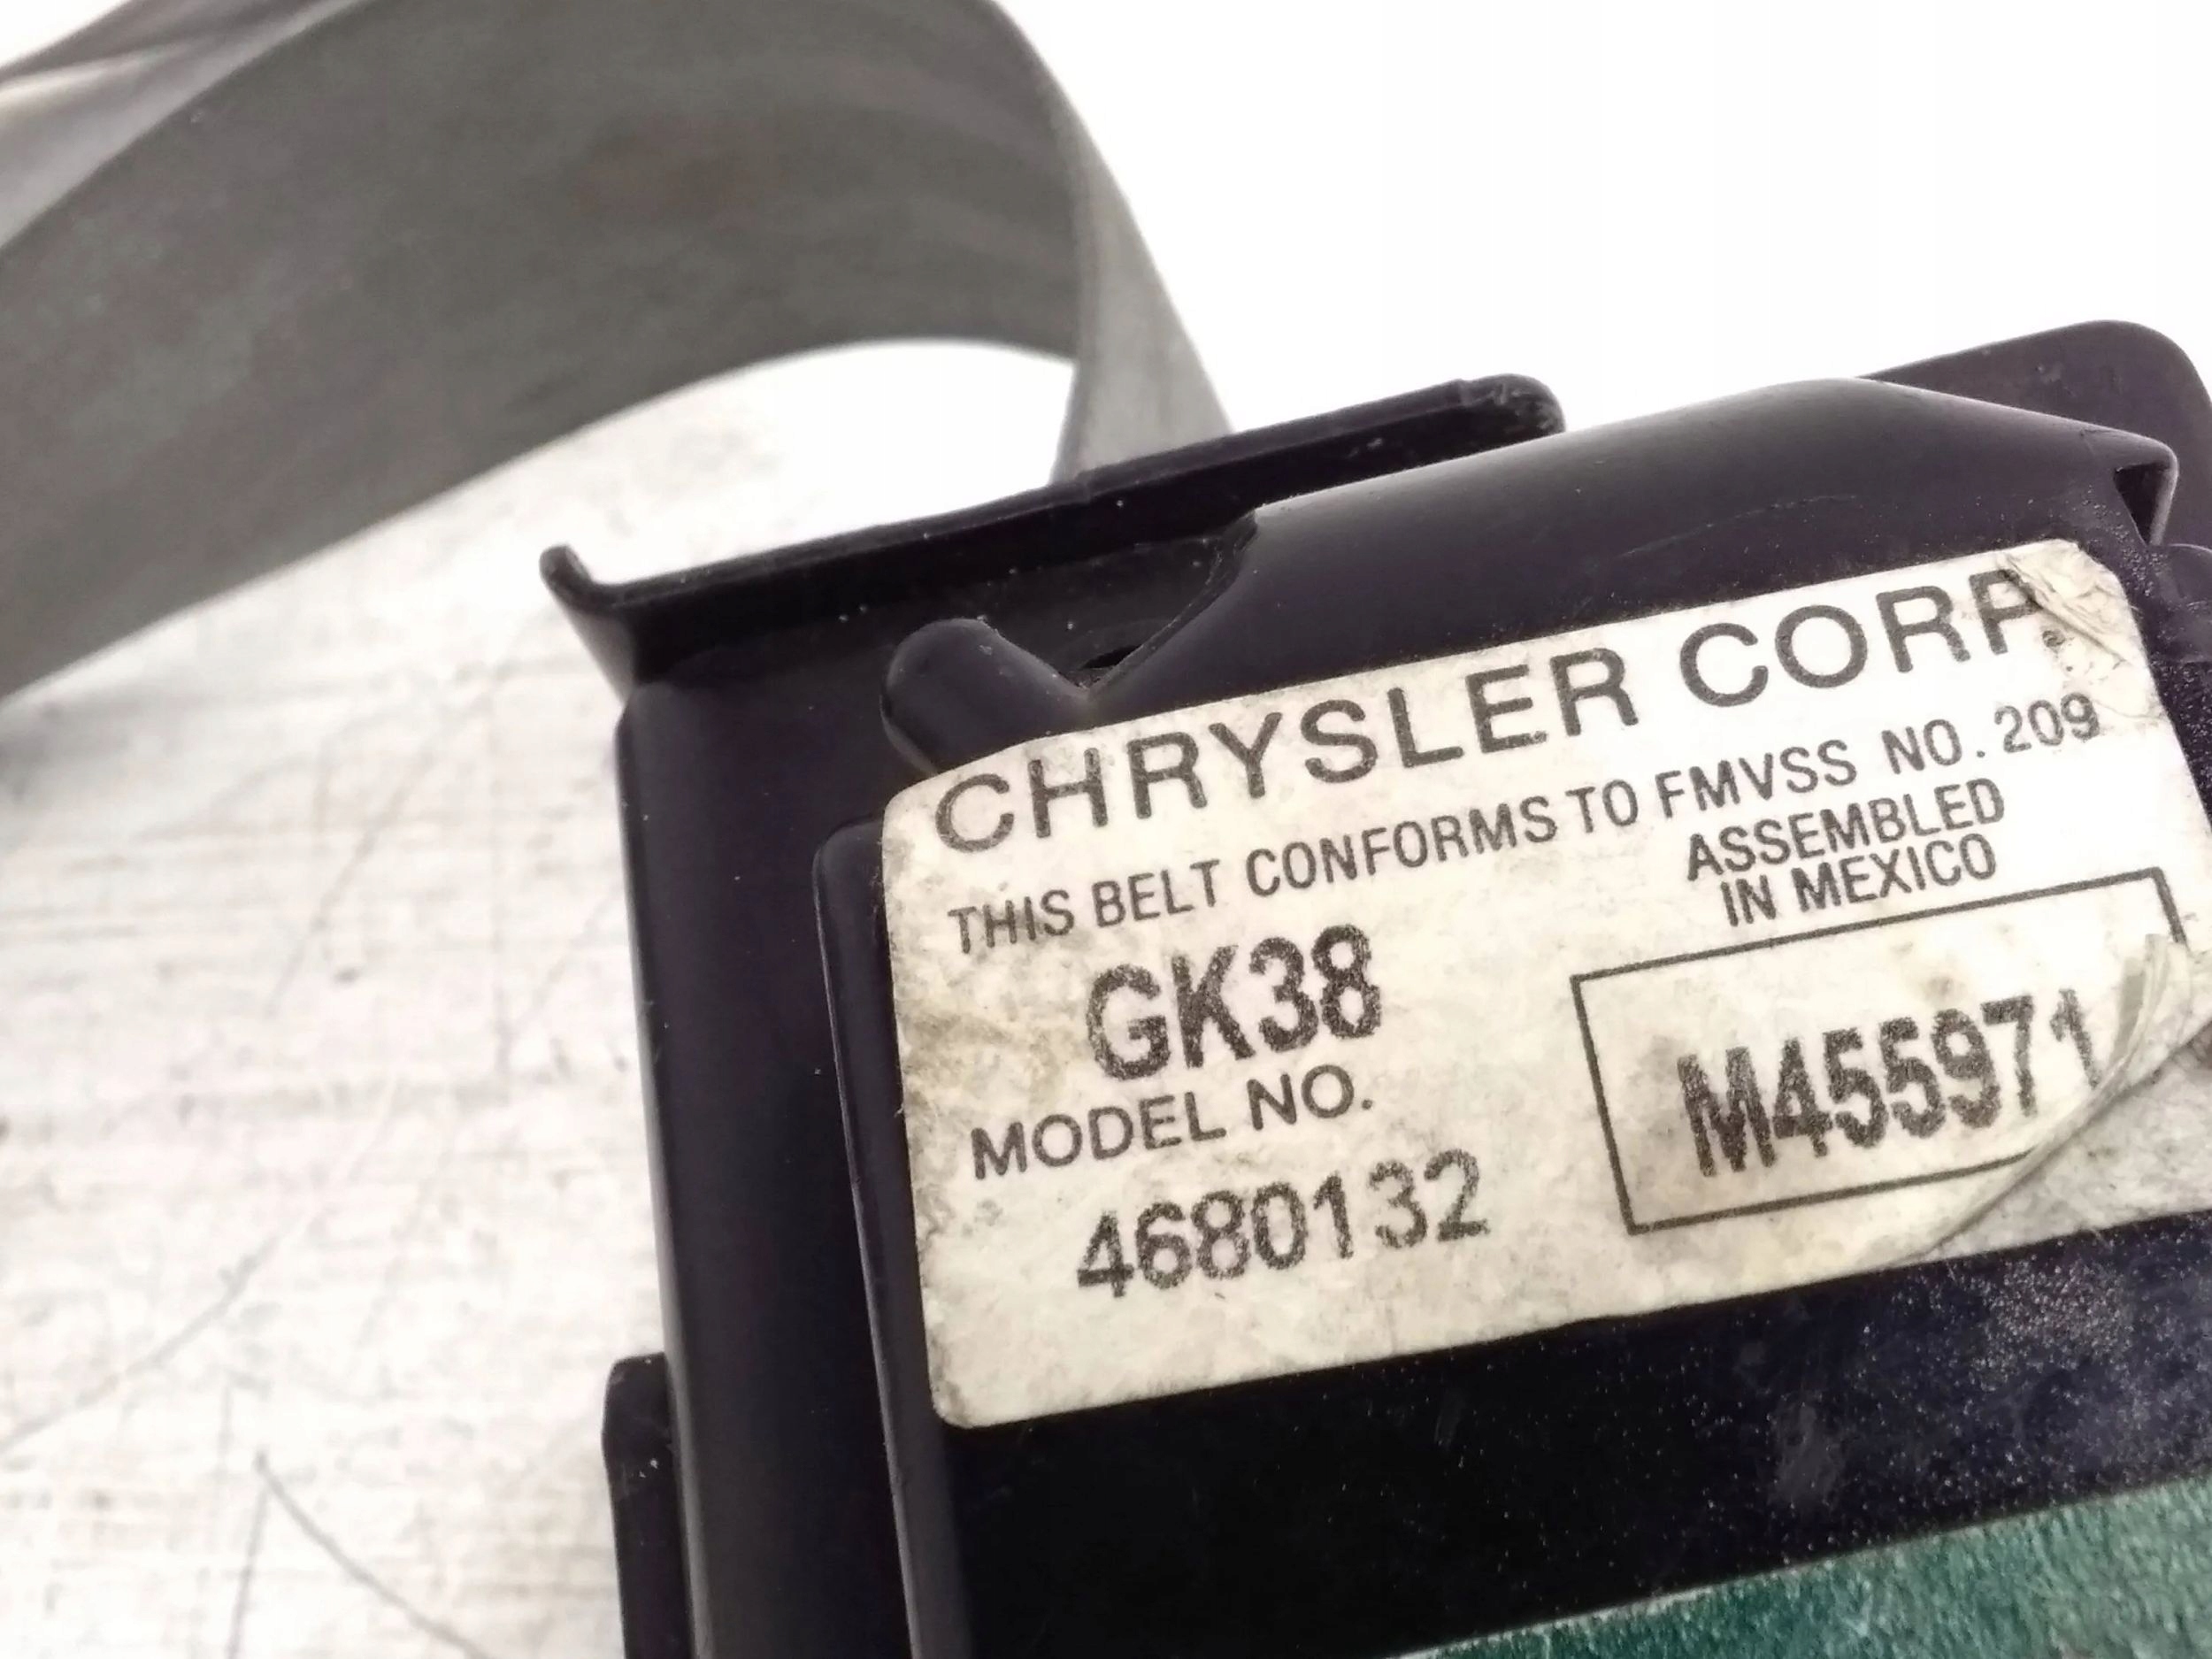 CHRYSLER CORP.
THIS BELT CONFORMS TO FMVSS NO. 209
ASSEMBLED
IN MEXICO
GK38
MODEL NO.
4680132
M455971